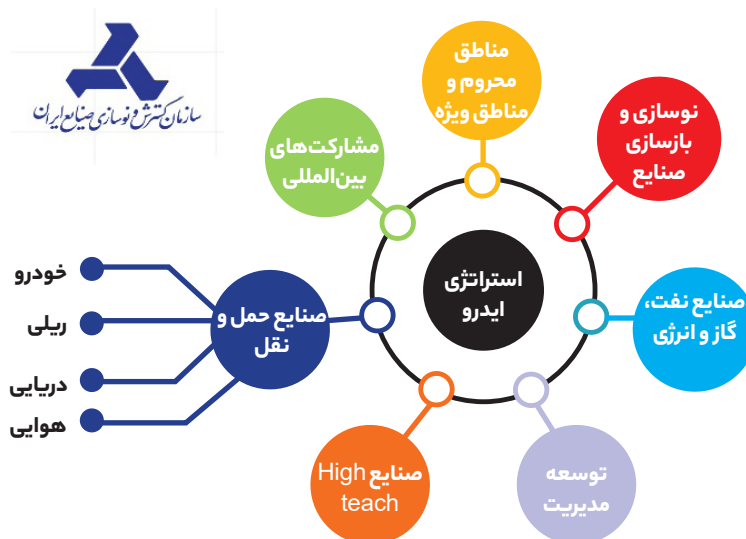 سازمان گسترش و نوسازی صنایع ایران
مناطق
محروم و
مناطق ویژه
نوسازی و
بازسازی
صنایع
مشارکت‌های
بین‌المللی
استراتژی
ایدرو
صنایع نفت،
گاز و انرژی
صنایع حمل و
نقل
خودرو
ریلی
دریایی
هوایی
صنایع High
teach
توسعه
مدیریت